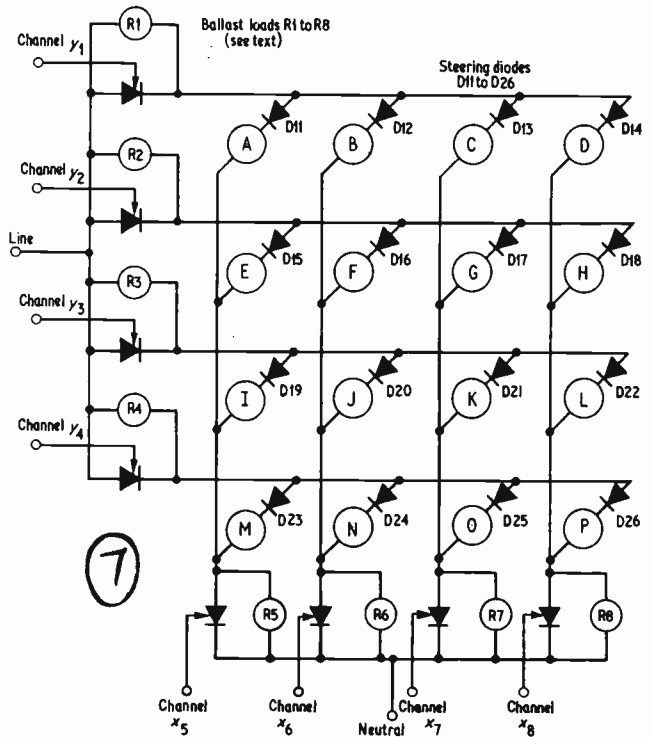 R1
Ballast loads R1 to R8
(see text)
Channel y1
Steering diodes
D11 to D26
D11
D12
D13
D14
A
B
C
D
R2
Channel y2
D15
D16
D17
D18
Line
E
F
G
H
R3
Channel y3
D19
D20
D21
D22
I
J
K
L
R4
Channel y4
D23
D24
D25
D26
M
N
O
P
7
R5
R6
R7
R8
Channel
x5
Channel
x6
Neutral
Channel
x7
Channel
x8